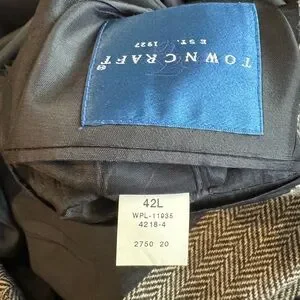 TOWNCRAFT®
EST. 1927
42L
WPL-11935
4218-4
2750 20